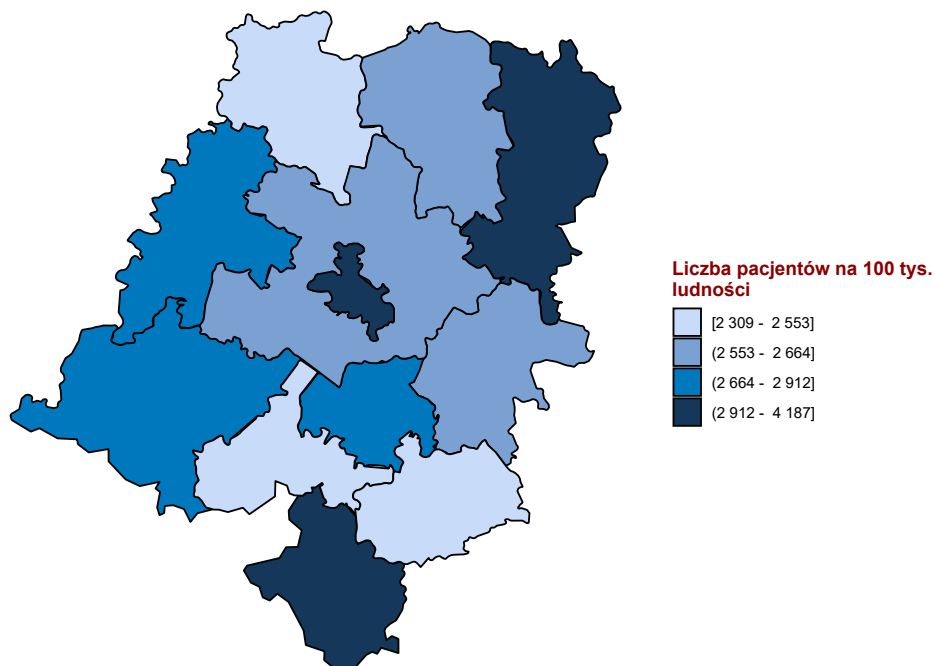 Liczba pacjentów na 100 tys.
ludności
[2 309 - 2 553]
(2 553 - 2 664]
(2 664 - 2 912]
(2 912 - 4 187]